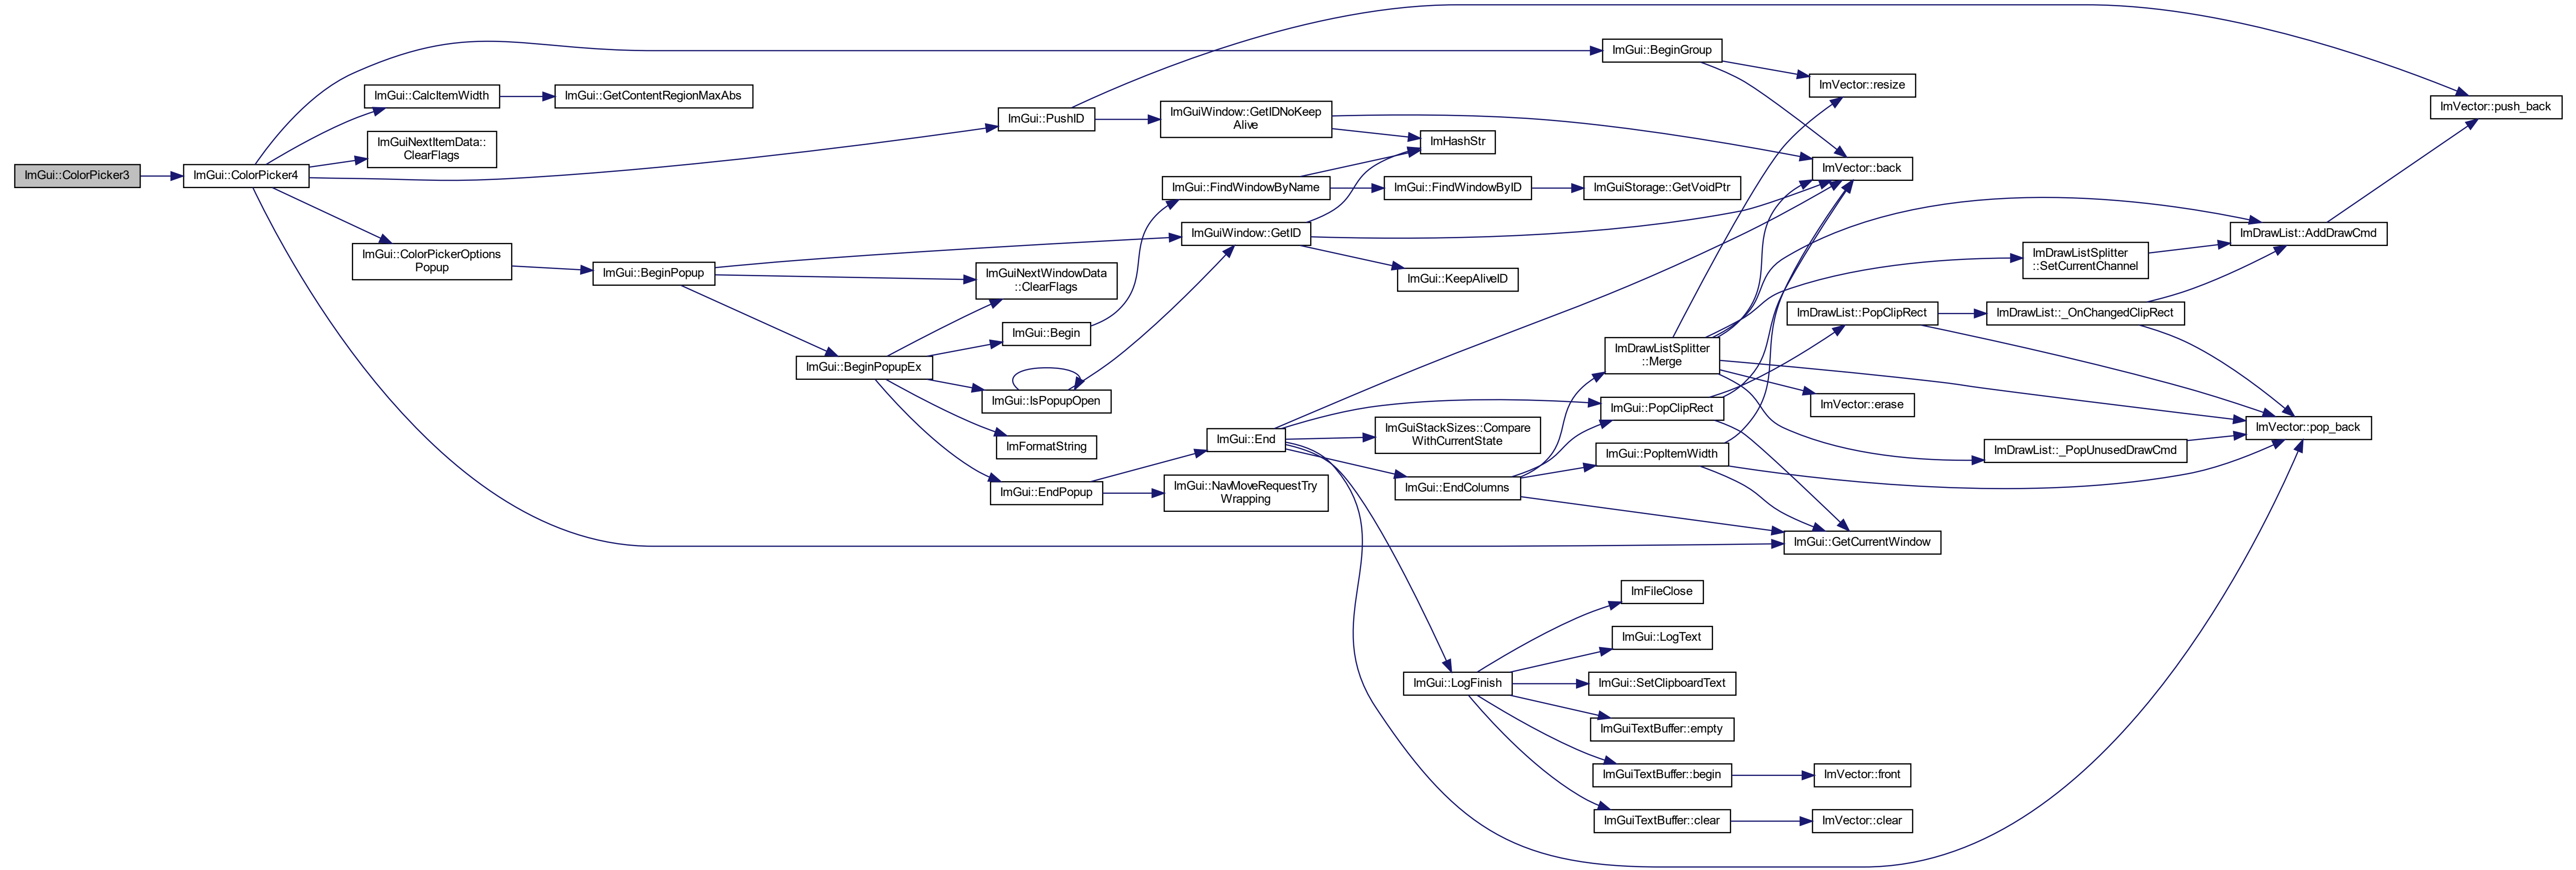 ImGui::ColorPicker3
ImGui::ColorPicker4
ImGui::CalcItemWidth
ImGui::GetContentRegionMaxAbs
ImGuiNextItemData::
ClearFlags
ImGui::ColorPickerOptions
Popup
ImGui::BeginPopup
ImGui::BeginPopupEx
ImGui::PushID
ImGuiNextWindowData
::ClearFlags
ImGui::Begin
ImGui::IsPopupOpen
ImFormatString
ImGui::EndPopup
ImGuiWindow::GetIDNoKeep
Alive
ImGui::FindWindowByName
ImGuiWindow::GetID
ImGui::End
ImGui::NavMoveRequestTry
Wrapping
ImHashStr
ImGui::FindWindowByID
ImGui::KeepAliveID
ImGuiStackSizes::Compare
WithCurrentState
ImGui::EndColumns
ImGui::LogFinish
ImGui::BeginGroup
ImGuiStorage::GetVoidPtr
ImDrawListSplitter
::Merge
ImGui::PopClipRect
ImGui::PopItemWidth
ImFileClose
ImGui::LogText
ImGui::SetClipboardText
ImGuiTextBuffer::empty
ImGuiTextBuffer::begin
ImGuiTextBuffer::clear
ImVector::resize
ImVector::back
ImDrawList::PopClipRect
ImVector::erase
ImGui::GetCurrentWindow
ImVector::front
ImVector::clear
ImDrawListSplitter
::SetCurrentChannel
ImDrawList::_OnChangedClipRect
ImDrawList::_PopUnusedDrawCmd
ImVector::push_back
ImDrawList::AddDrawCmd
ImVector::pop_back